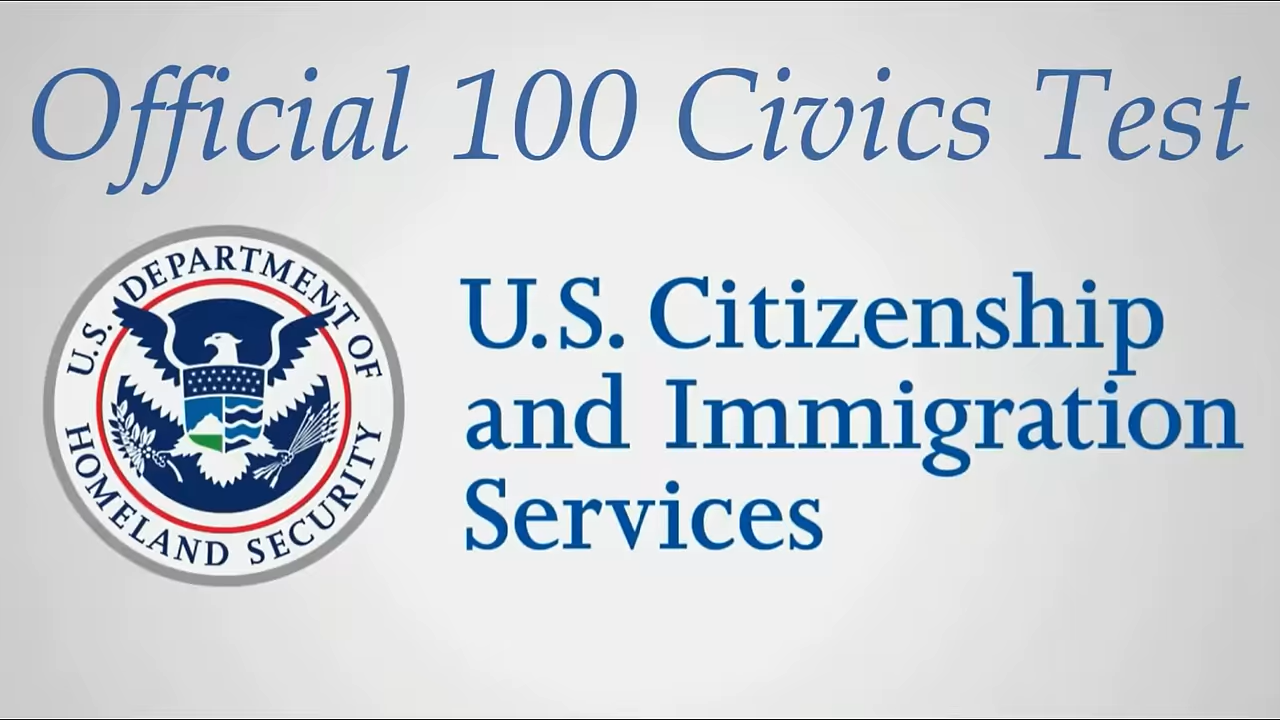 Official 100 Civics Test
U.S. DEPARTMENT OF
HOMELAND SECURITY
U.S. Citizenship
and Immigration
Services